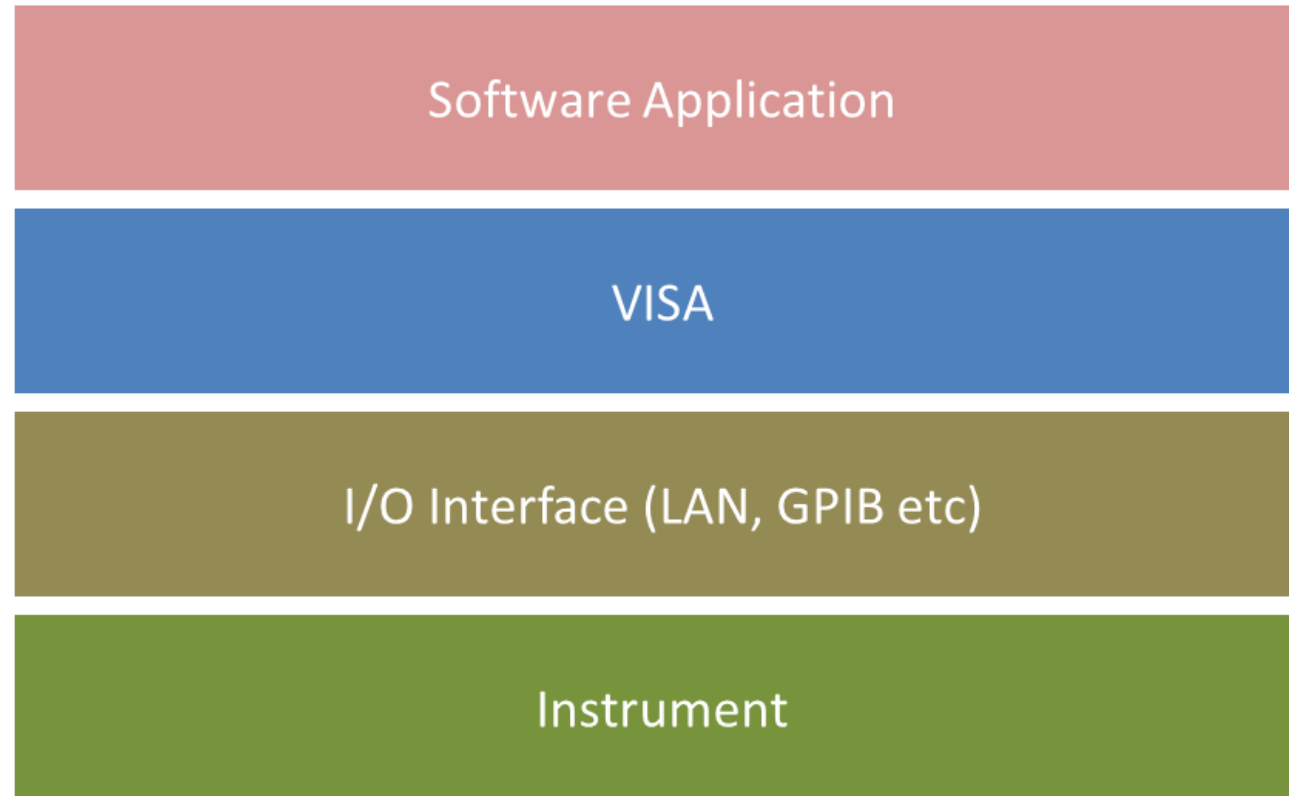 Software Application
VISA
I/O Interface (LAN, GPIB etc)
Instrument